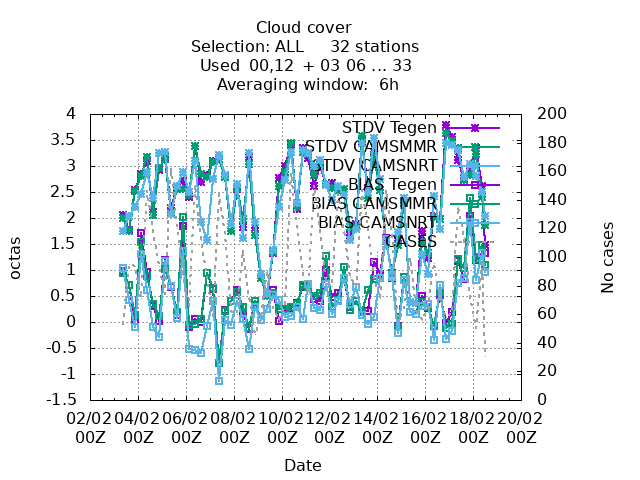 Cloud cover
Selection: ALL 32 stations
Used 00,12 + 03 06 ... 33
Averaging window: 6h
4
3.5
3
2.5
2
1.5
1
0.5
0
-0.5
-1
-1.5
octas
200
180
160
140
120
100
80
60
40
20
0
No cases
STDV Tegen
STDV CAMSMMR
STDV CAMSNRT
BIAS Tegen
BIAS CAMSMMR
BIAS CAMSNRT
CASES
02/02 04/02 06/02 08/02 10/02 12/02 14/02 16/02 18/02 20/02
00Z 00Z 00Z 00Z 00Z 00Z 00Z 00Z 00Z 00Z
Date